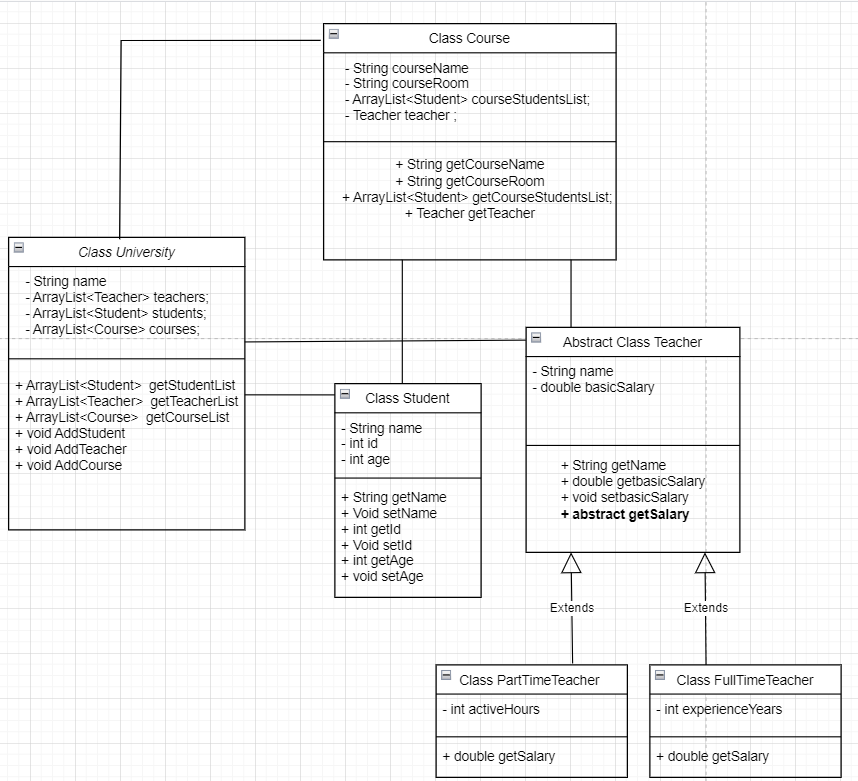 Class Course
- String courseName
- String courseRoom
- ArrayList<Student> courseStudentsList;
- Teacher teacher ;
+ String getCourseName
+ String getCourseRoom
+ ArrayList<Student> getCourseStudentsList;
+ Teacher getTeacher
Class University
- String name
- ArrayList<Teacher> teachers;
- ArrayList<Student> students;
- ArrayList<Course> courses;
+ ArrayList<Student> getStudentList
+ ArrayList<Teacher> getTeacherList
+ ArrayList<Course> getCourseList
+ void AddStudent
+ void AddTeacher
+ void AddCourse
Class Student
- String name
- int id
- int age
+ String getName
+ Void setName
+ int getId
+ Void setId
+ int getAge
+ void setAge
Abstract Class Teacher
- String name
- double basicSalary
+ String getName
+ double getbasicSalary
+ void setbasicSalary
+ abstract getSalary
Extends
Extends
Class PartTimeTeacher
- int activeHours
+ double getSalary
Class FullTimeTeacher
- int experienceYears
+ double getSalary